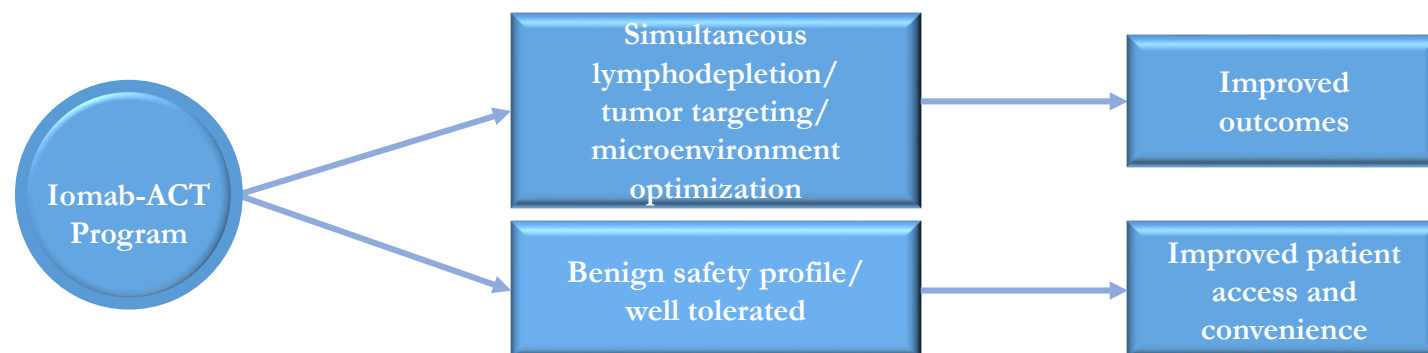 Iomab-ACT
Program
Simultaneous
lymphodepletion/
tumor targeting/
microenvironment
optimization
Improved
outcomes
Benign safety profile/
well tolerated
Improved patient
access and
convenience